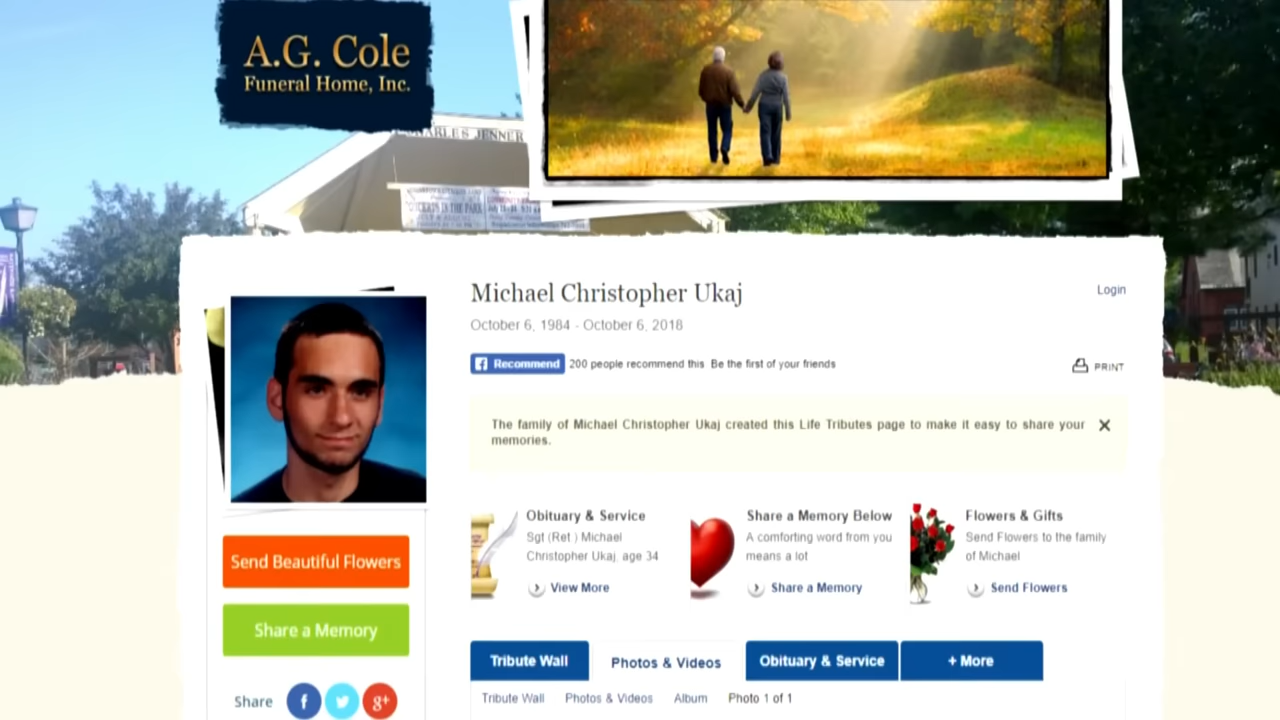 A.G. Cole
Funeral Home, Inc.
JENNER
IN THE PARK
Michael Christopher Ukaj
Login
October 6, 1984 - October 6, 2018
Recommend 200 people recommend this Be the first of your friends
PRINT
The family of Michael Christopher Ukaj created this Life Tributes page to make it easy to share your
memories.
Obituary & Service
Sgt (Ret.) Michael
Christopher Ukaj, age 34
View More
Share a Memory Below
A comforting word from you
means a lot
Share a Memory
Flowers & Gifts
Send Flowers to the family
of Michael
Send Flowers
Send Beautiful Flowers
Share a Memory
Share f g+
Tribute Wall Photos & Videos Obituary & Service + More
Tribute Wall Photos & Videos Album Photo 1 of 1